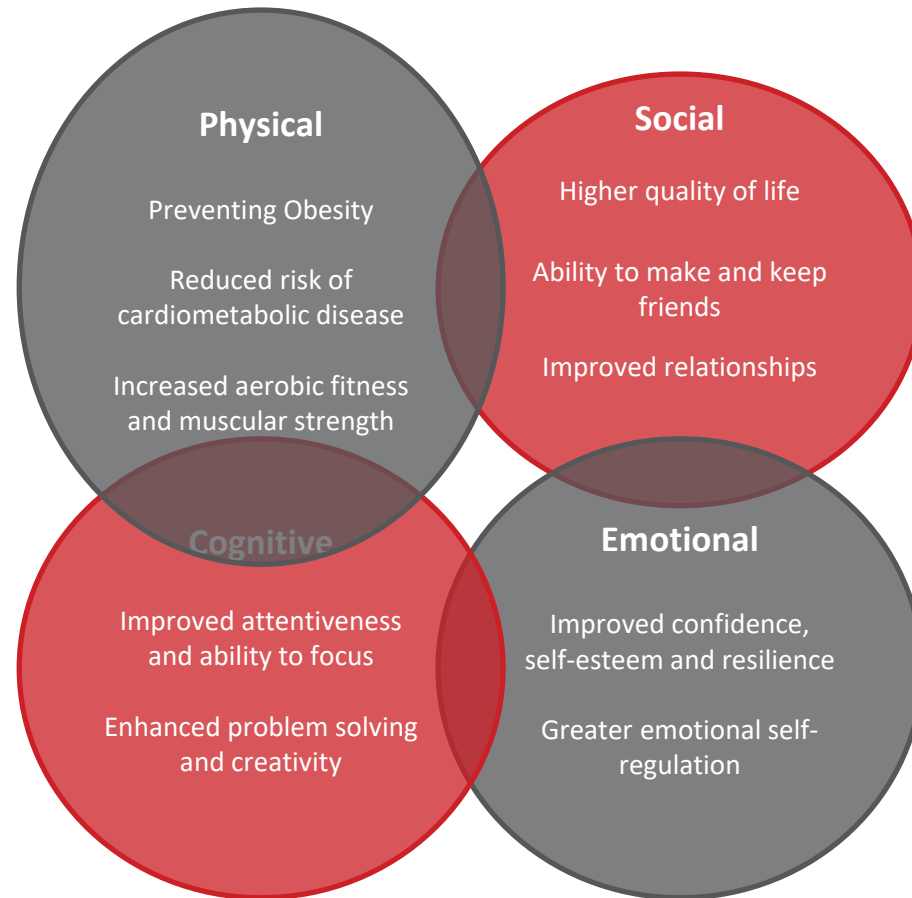 Physical
Preventing Obesity
Reduced risk of
cardiometabolic disease
Increased aerobic fitness
and muscular strength
Social
Higher quality of life
Ability to make and keep
friends
Improved relationships
Cognitive
Improved attentiveness
and ability to focus
Enhanced problem solving
and creativity
Emotional
Improved confidence,
self-esteem and resilience
Greater emotional self-
regulation